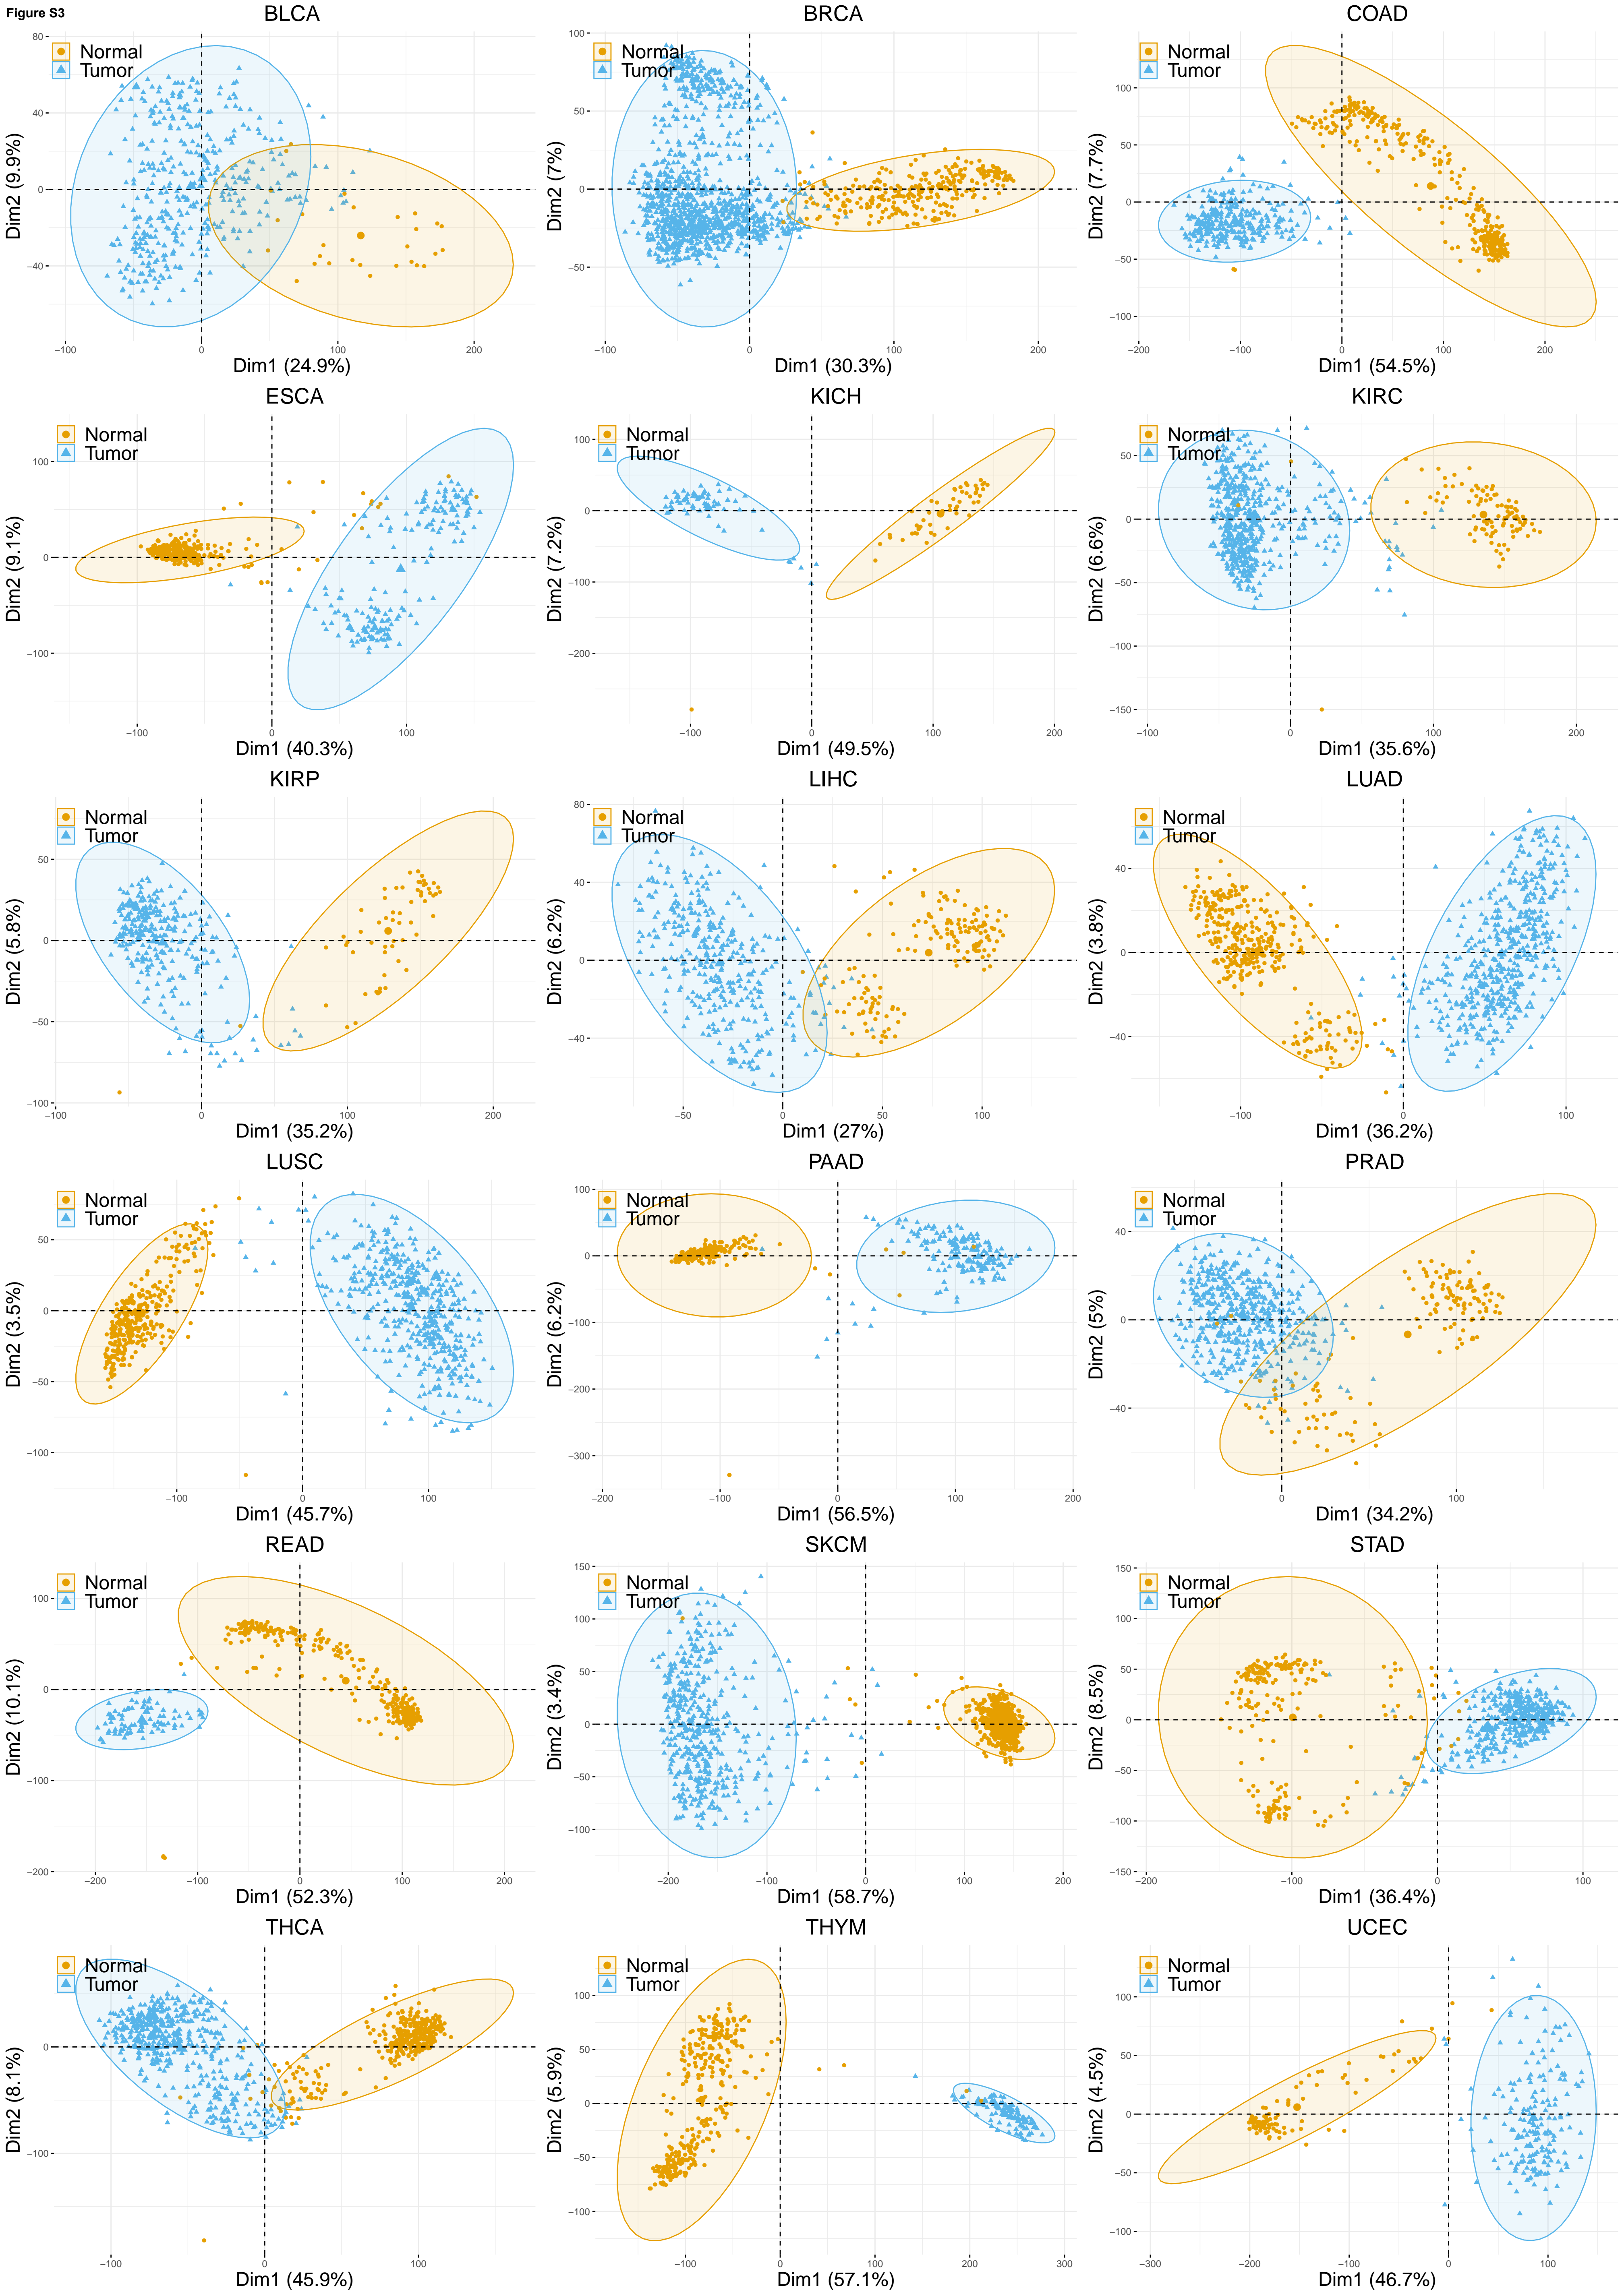 Figure S3
BLCA
Normal
Tumor
80
40
0
−40
Dim2 (9.9%)
−100 0 100 200
Dim1 (24.9%)
BRCA
Normal
Tumor
100
50
0
−50
Dim2 (7%)
−100 0 100 200
Dim1 (30.3%)
COAD
Normal
Tumor
100
50
0
−50
−100
Dim2 (7.7%)
−200 −100 0 100 200
Dim1 (54.5%)
ESCA
Normal
Tumor
100
0
−100
Dim2 (9.1%)
−100 0 100
Dim1 (40.3%)
KICH
Normal
Tumor
100
0
−100
−200
Dim2 (7.2%)
−100 0 100 200
Dim1 (49.5%)
KIRC
Normal
Tumor
50
0
−50
−100
−150
Dim2 (6.6%)
−100 0 100 200
Dim1 (35.6%)
KIRP
Normal
Tumor
50
0
−50
−100
Dim2 (5.8%)
−100 0 100 200
Dim1 (35.2%)
LIHC
Normal
Tumor
80
40
0
−40
Dim2 (6.2%)
−50 0 50 100
Dim1 (27%)
LUAD
Normal
Tumor
40
0
−40
Dim2 (3.8%)
−100 0 100
Dim1 (36.2%)
LUSC
Normal
Tumor
50
0
−50
−100
Dim2 (3.5%)
−100 0 100
Dim1 (45.7%)
PAAD
Normal
Tumor
100
0
−100
−200
−300
Dim2 (6.2%)
−200 −100 0 100 200
Dim1 (56.5%)
PRAD
Normal
Tumor
40
0
−40
Dim2 (5%)
0 100
Dim1 (34.2%)
READ
Normal
Tumor
100
0
−100
−200
Dim2 (10.1%)
−200 −100 0 100 200
Dim1 (52.3%)
SKCM
Normal
Tumor
150
100
50
0
−50
−100
Dim2 (3.4%)
−200 −100 0 100 200
Dim1 (58.7%)
STAD
Normal
Tumor
150
100
50
0
−50
−100
−150
Dim2 (8.5%)
−200 −100 0 100
Dim1 (36.4%)
THCA
Normal
Tumor
0
−100
Dim2 (8.1%)
−100 0 100
Dim1 (45.9%)
THYM
Normal
Tumor
100
50
0
−50
−100
Dim2 (5.9%)
−100 0 100 200 300
Dim1 (57.1%)
UCEC
Normal
Tumor
100
50
0
−50
−100
Dim2 (4.5%)
−300 −200 −100 0 100
Dim1 (46.7%)